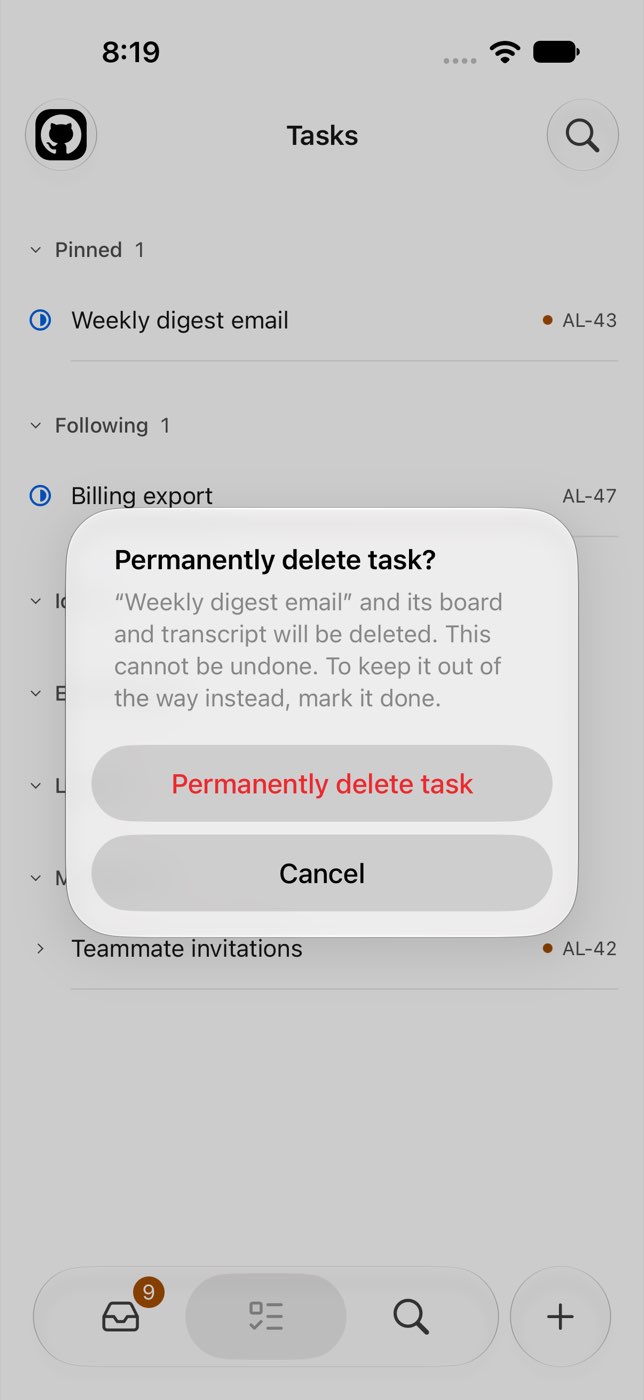 8:19
Tasks
Pinned 1
Weekly digest email
AL-43
Following 1
Billing export
AL-47
Permanently delete task?
“Weekly digest email” and its board
and transcript will be deleted. This
cannot be undone. To keep it out of
the way instead, mark it done.
Permanently delete task
Cancel
Teammate invitations
AL-42
9